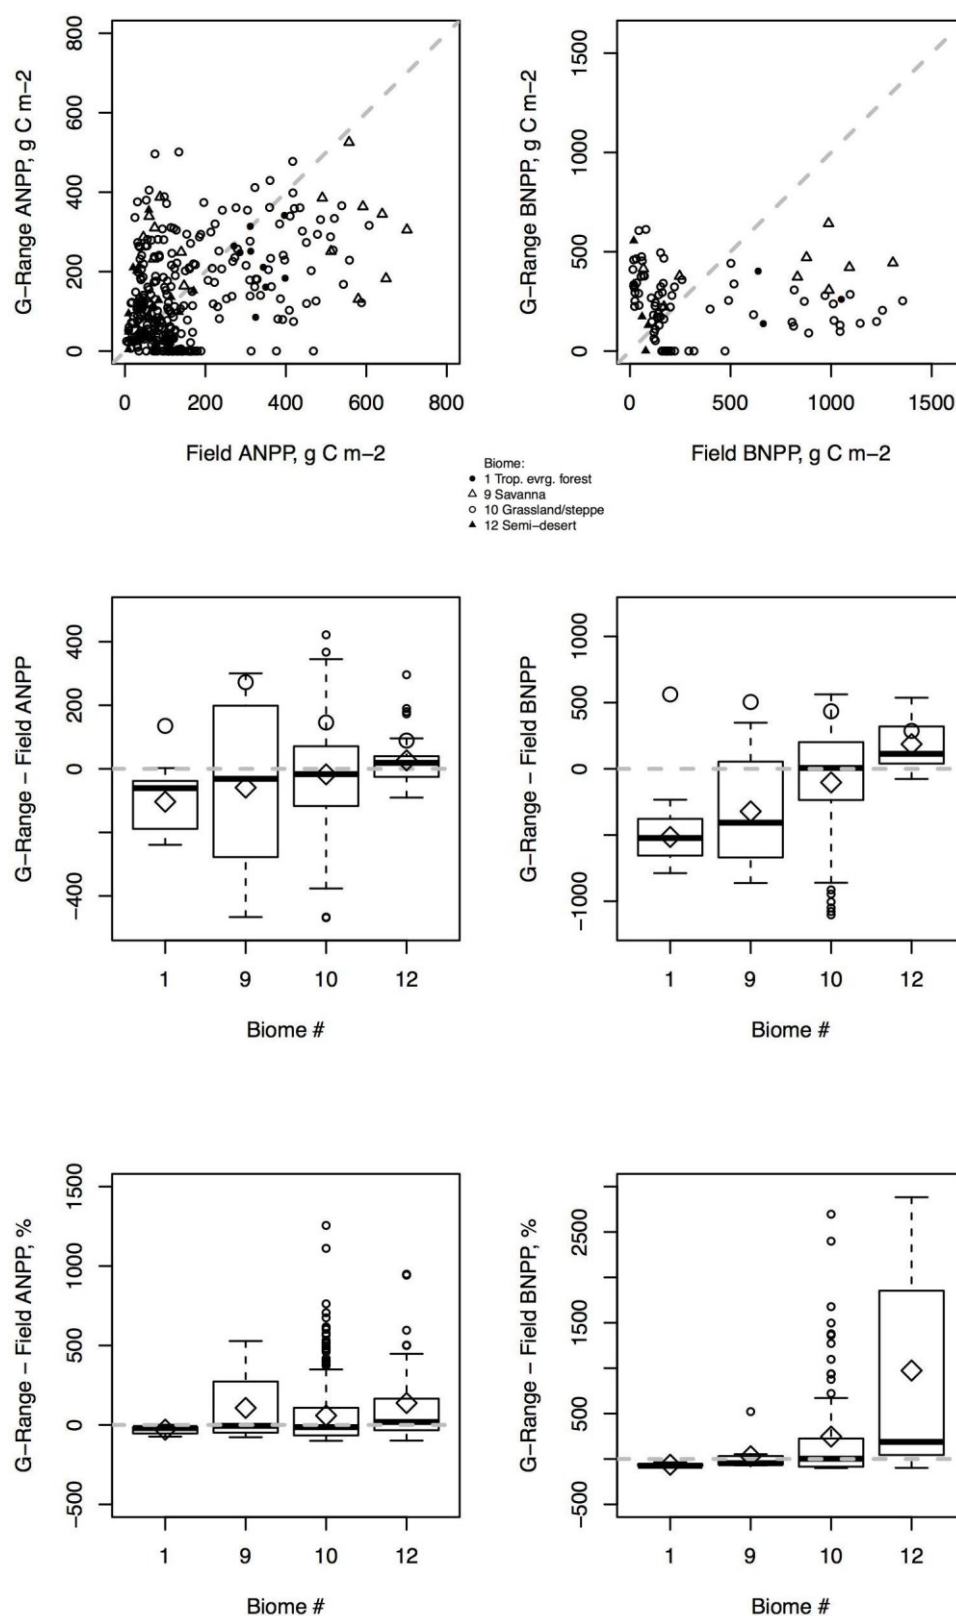 G−Range ANPP, g C m−2
800
600
400
200
0
0 200 400 600 800
Field ANPP, g C m−2
G−Range BNPP, g C m−2
1500
1000
500
0
0 500 1000 1500
Field BNPP, g C m−2
Biome:
1 Trop. evrg. forest
9 Savanna
10 Grassland/steppe
12 Semi−desert
G−Range − Field ANPP
400
200
0
−400
1 9 10 12
Biome #
G−Range − Field BNPP
1000
500
0
−1000
1 9 10 12
Biome #
G−Range − Field ANPP, %
1500
1000
500
0
−500
1 9 10 12
Biome #
G−Range − Field BNPP, %
2500
1500
500
−500
1 9 10 12
Biome #